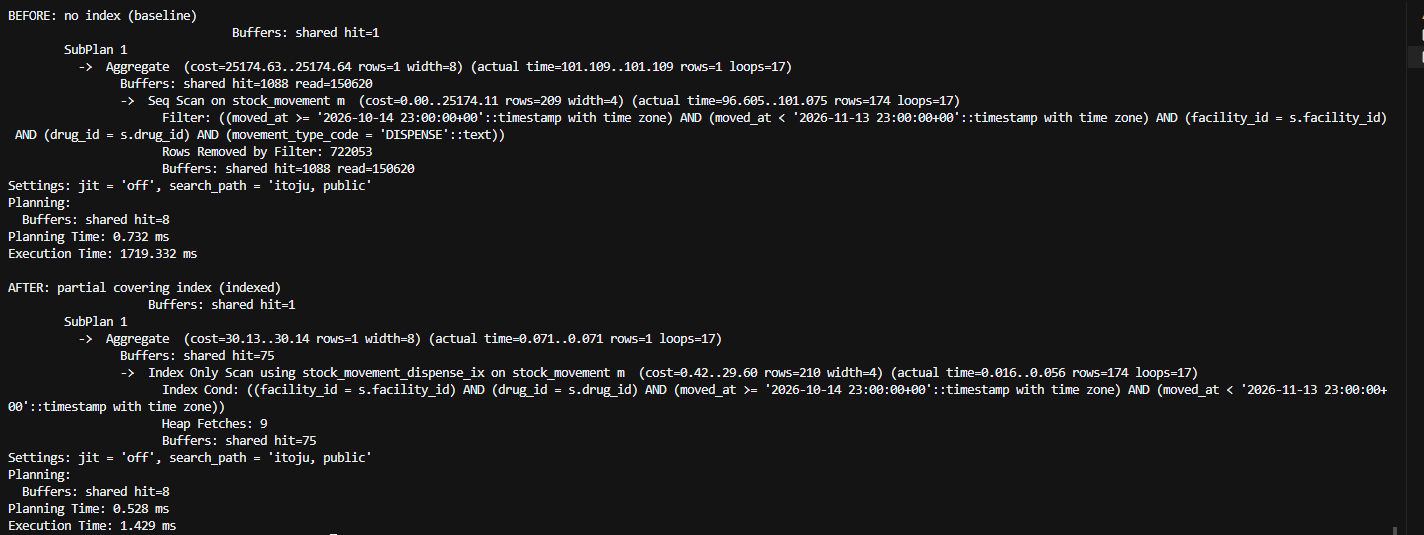 BEFORE: no index (baseline)
Buffers: shared hit=1
SubPlan 1
-> Aggregate (cost=25174.63..25174.64 rows=1 width=8) (actual time=101.109..101.109 rows=1 loops=17)
Buffers: shared hit=1088 read=150620
-> Seq Scan on stock_movement m (cost=0.00..25174.11 rows=209 width=4) (actual time=96.605..101.075 rows=174 loops=17)
Filter: ((moved_at >= '2026-10-14 23:00:00+00'::timestamp with time zone) AND (moved_at < '2026-11-13 23:00:00+00'::timestamp with time zone) AND (facility_id = s.facility_id)
AND (drug_id = s.drug_id) AND (movement_type_code = 'DISPENSE'::text))
Rows Removed by Filter: 722053
Buffers: shared hit=1088 read=150620
Settings: jit = 'off', search_path = 'itoju, public'
Planning:
Buffers: shared hit=8
Planning Time: 0.732 ms
Execution Time: 1719.332 ms
AFTER: partial covering index (indexed)
Buffers: shared hit=1
SubPlan 1
-> Aggregate (cost=30.13..30.14 rows=1 width=8) (actual time=0.071..0.071 rows=1 loops=17)
Buffers: shared hit=75
-> Index Only Scan using stock_movement_dispense_ix on stock_movement m (cost=0.42..29.60 rows=210 width=4) (actual time=0.016..0.056 rows=174 loops=17)
Index Cond: ((facility_id = s.facility_id) AND (drug_id = s.drug_id) AND (moved_at >= '2026-10-14 23:00:00+00'::timestamp with time zone) AND (moved_at < '2026-11-13 23:00:00+
00'::timestamp with time zone))
Heap Fetches: 9
Buffers: shared hit=75
Settings: jit = 'off', search_path = 'itoju, public'
Planning:
Buffers: shared hit=8
Planning Time: 0.528 ms
Execution Time: 1.429 ms